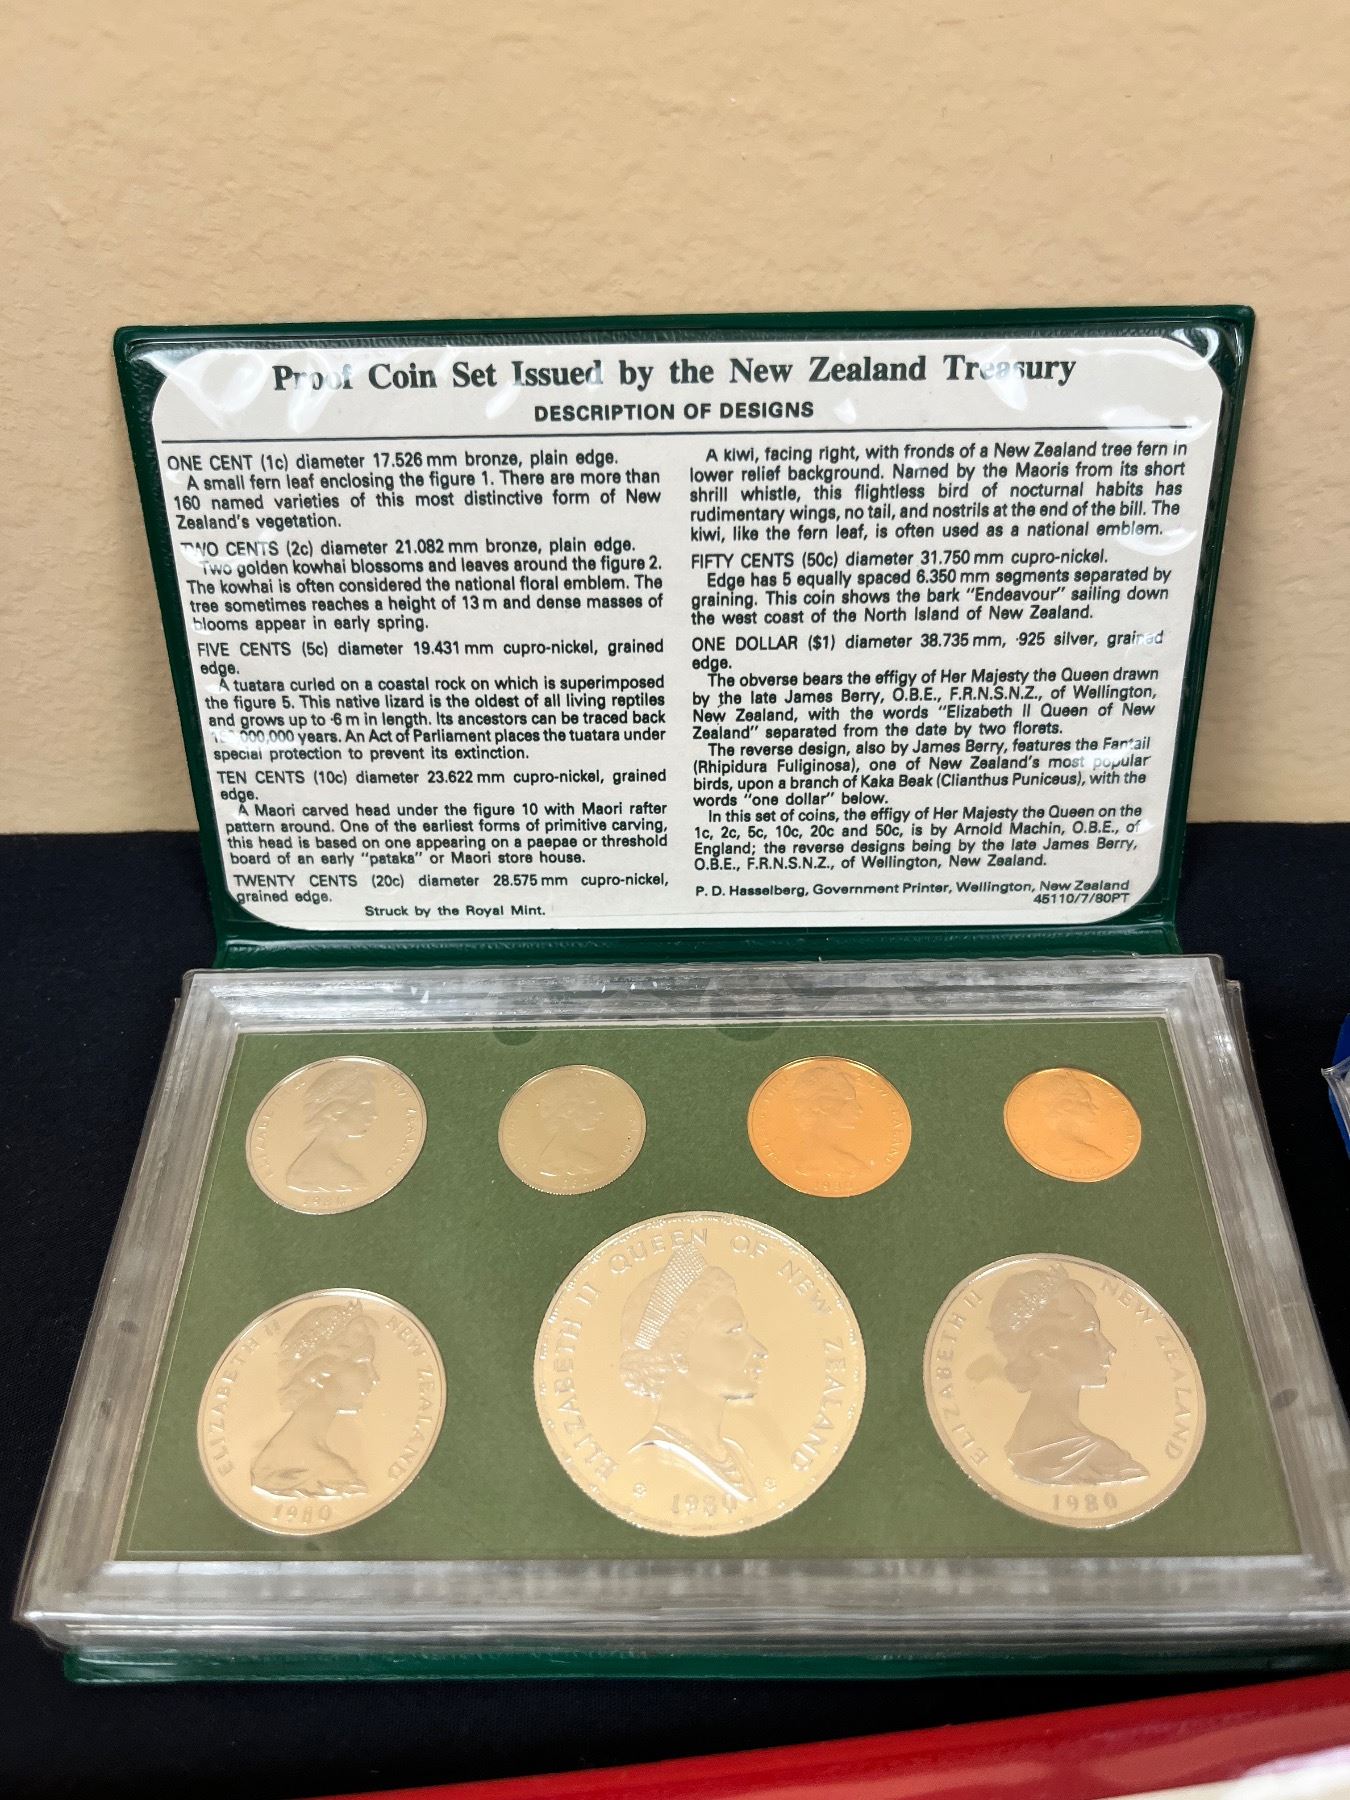 Proof Coin Set Issued by the New Zealand Treasury
DESCRIPTION OF DESIGNS
ONE CENT (1c) diameter 17.526 mm bronze, plain edge.
A small fern leaf enclosing the figure 1. There are more than
160 named varieties of this most distinctive form of New
Zealand's vegetation.
TWO CENTS (2c) diameter 21.082 mm bronze, plain edge.
Two golden kowhai blossoms and leaves around the figure 2.
The kowhai is often considered the national floral emblem. The
tree sometimes reaches a height of 13 m and dense masses of
blooms appear in early spring.
FIVE CENTS (5c) diameter 19.431 mm cupro-nickel, grained
edge.
A tuatara curled on a coastal rock on which is superimposed
the figure 5. This native lizard is the oldest of all living reptiles
and grows up to ·6 m in length. Its ancestors can be traced back
000,000 years. An Act of Parliament places the tuatara under
special protection to prevent its extinction.
TEN CENTS (10c) diameter 23.622 mm cupro-nickel, grained
edge.
A Maori carved head under the figure 10 with Maori rafter
pattern around. One of the earliest forms of primitive carving,
this head is based on one appearing on a paepae or threshold
board of an early "pataka" or Maori store house.
TWENTY CENTS (20c) diameter 28.575 mm cupro-nickel,
grained edge.
Struck by the Royal Mint.
A kiwi, facing right, with fronds of a New Zealand tree fern in
lower relief background. Named by the Maoris from its short
shrill whistle, this flightless bird of nocturnal habits has
rudimentary wings, no tail, and nostrils at the end of the bill. The
kiwi, like the fern leaf, is often used as a national emblem.
FIFTY CENTS (50c) diameter 31.750 mm cupro-nickel.
Edge has 5 equally spaced 6.350 mm segments separated by
graining. This coin shows the bark "Endeavour" sailing down
the west coast of the North Island of New Zealand.
ONE DOLLAR ($1) diameter 38.735 mm, ·925 silver, grained
edge.
The obverse bears the effigy of Her Majesty the Queen drawn
by the late James Berry, O.B.E., F.R.N.S.N.Z., of Wellington,
New Zealand, with the words "Elizabeth II Queen of New
Zealand" separated from the date by two florets.
The reverse design, also by James Berry, features the Fantail
(Rhipidura Fuliginosa), one of New Zealand's most popular
birds, upon a branch of Kaka Beak (Clianthus Puniceus), with the
words "one dollar" below.
In this set of coins, the effigy of Her Majesty the Queen on the
1c, 2c, 5c, 10c, 20c and 50c, is by Arnold Machin, O.B.E., of
England; the reverse designs being by the late James Berry,
O.B.E., F.R.N.S.N.Z., of Wellington, New Zealand.
P. D. Hasselberg, Government Printer, Wellington, New Zealand
45110/7/80PT
ELIZABETH II NEW ZEALAND
1980
ELIZABETH II QUEEN OF NEW ZEALAND
1980
ELIZABETH II NEW ZEALAND
1980